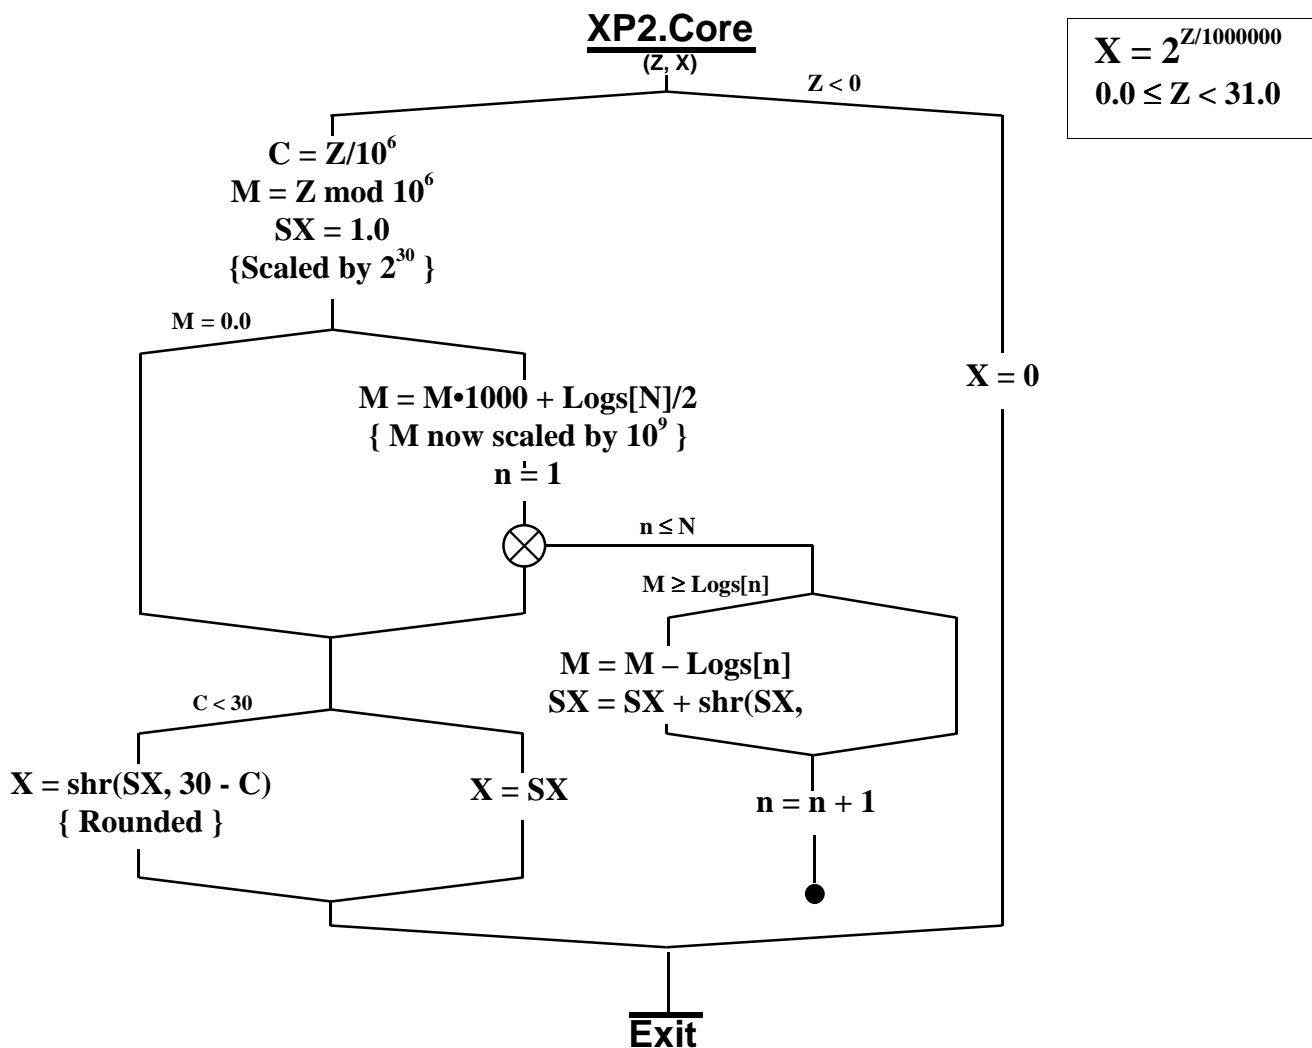 XP2.Core
(Z, X)
X = 2^Z/1000000
0.0 ≤ Z < 31.0
Z < 0
C = Z/10^6
M = Z mod 10^6
SX = 1.0
{Scaled by 2^30 }
M = 0.0
X = 0
M = M•1000 + Logs[N]/2
{ M now scaled by 10^9 }
n = 1
n ≤ N
M ≥ Logs[n]
M = M – Logs[n]
SX = SX + shr(SX,
C < 30
X = shr(SX, 30 - C)
{ Rounded }
X = SX
n = n + 1
Exit